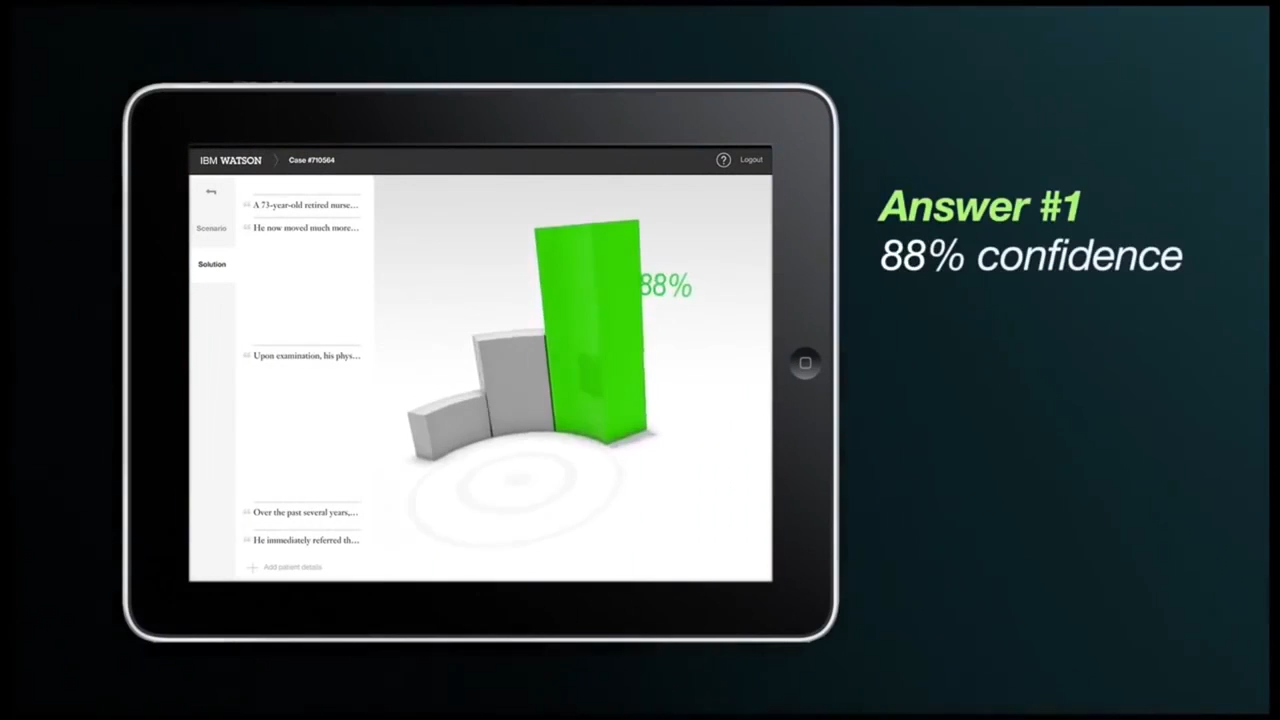 IBM WATSON
Case #710564
?
Logout
Scenario
Solution
A 73-year-old retired nurse...
He now moved much more...
Upon examination, his phys...
Over the past several years,...
He immediately referred th...
Add patient details
88%
Answer #1
88% confidence